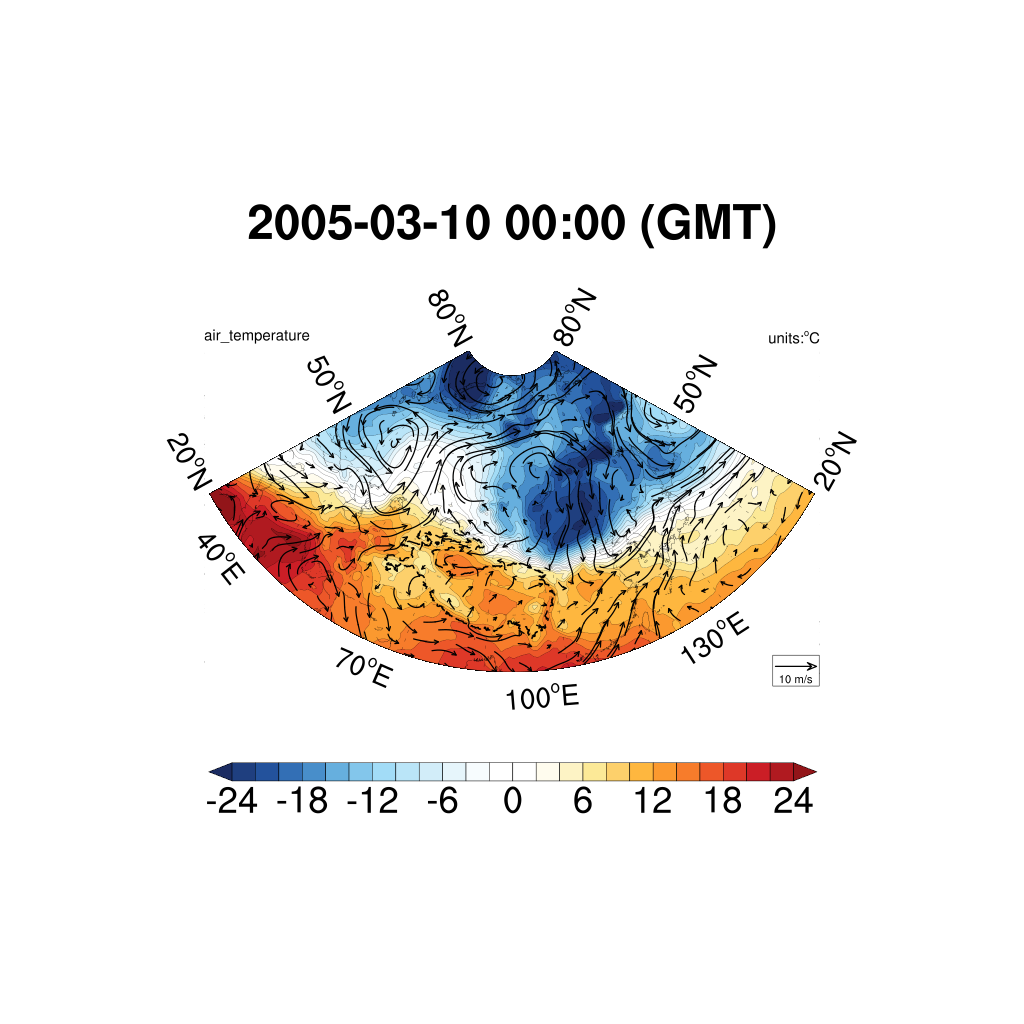 2005-03-10 00:00 (GMT)
80°N 80°N
air_temperature units:°C
50°N 50°N
20°N 20°N
40°E
70°E 130°E
100°E
10 m/s
-24 -18 -12 -6 0 6 12 18 24